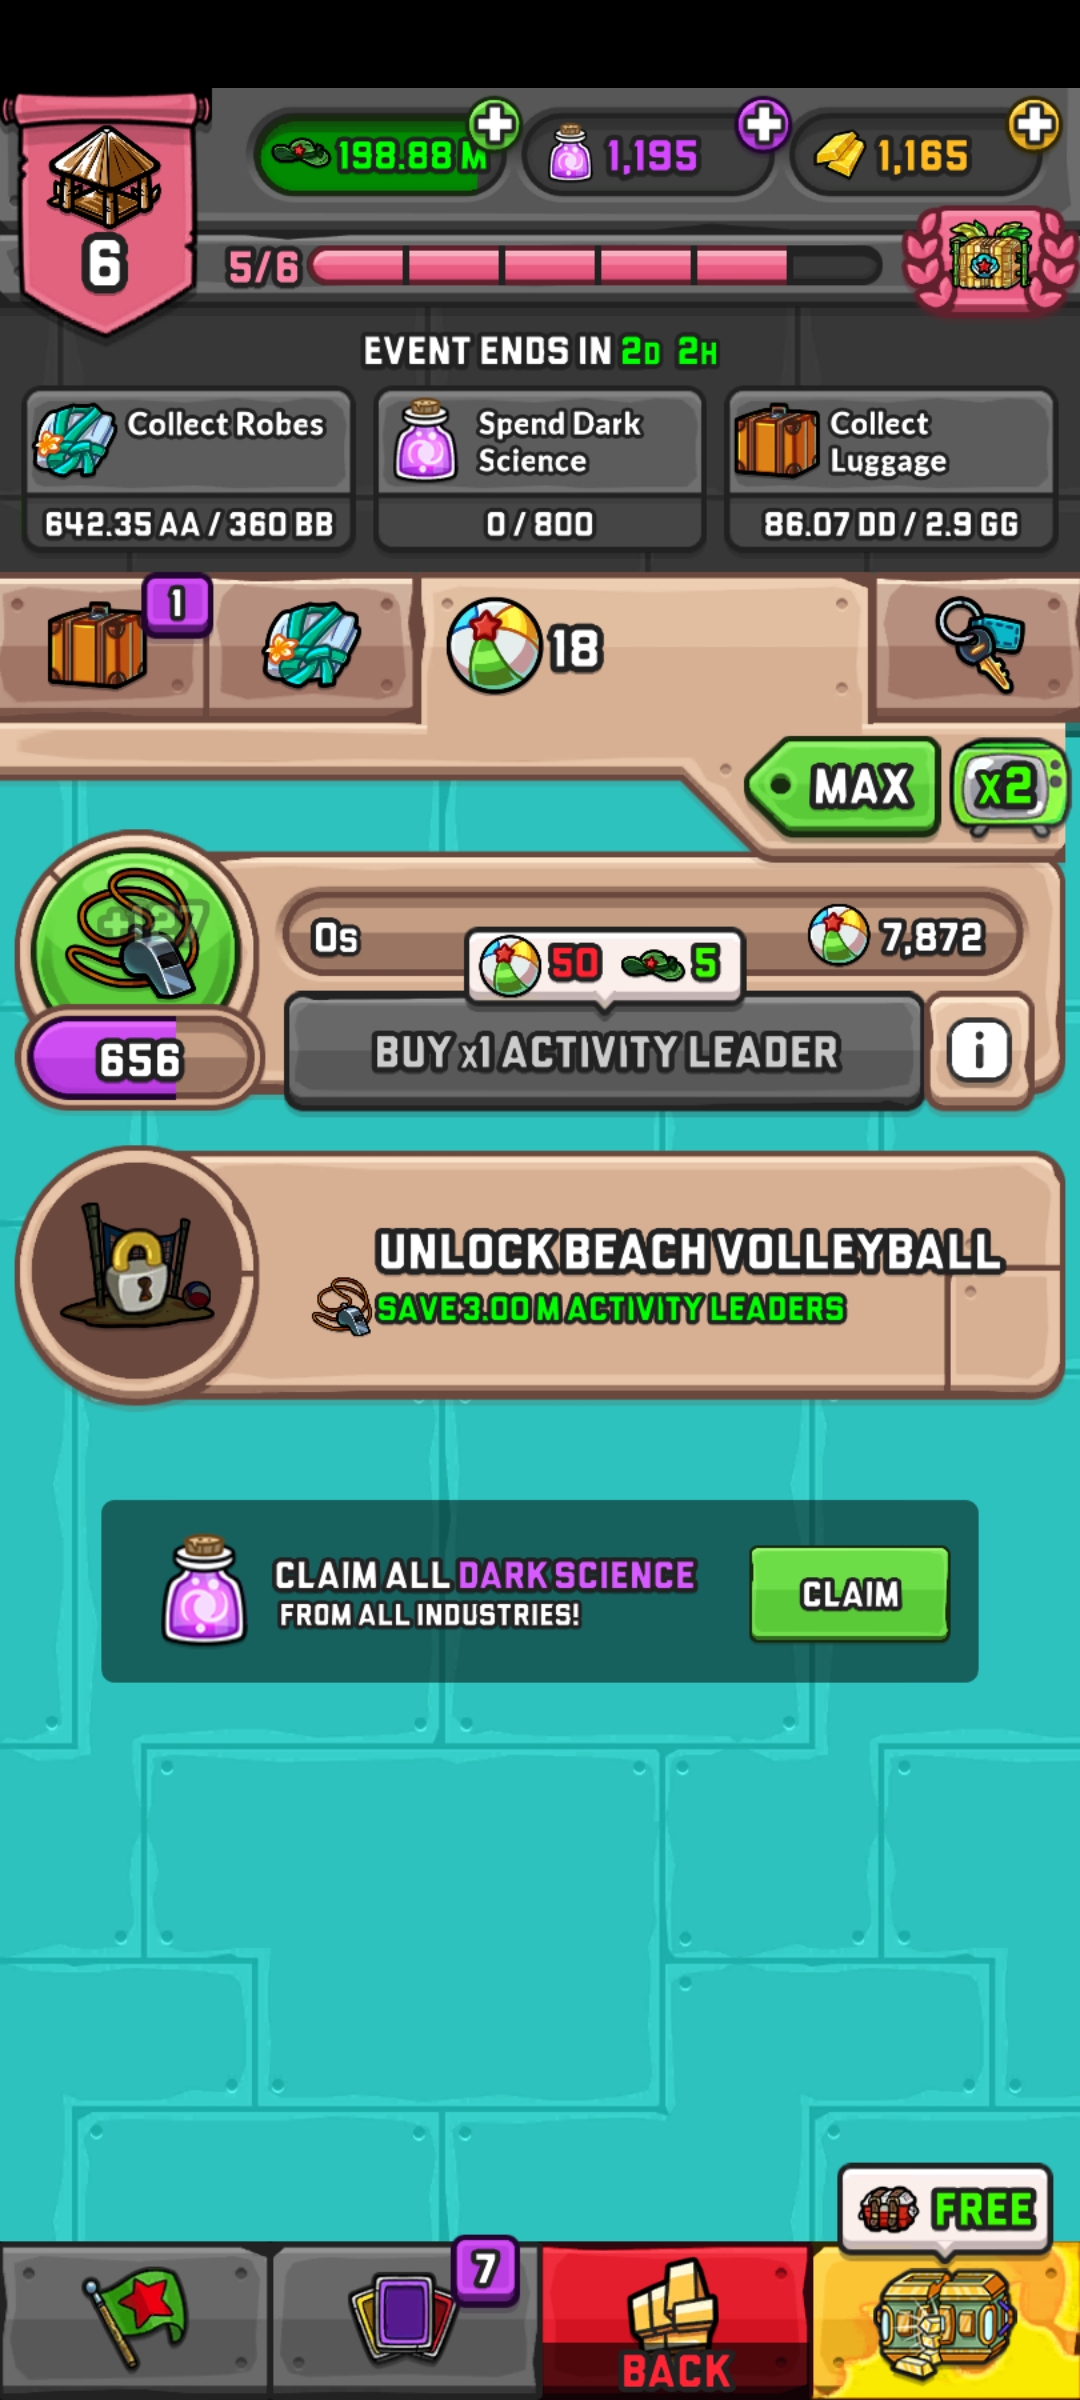 198.88 M
1,195
1,165
6
5/6
EVENT ENDS IN 2D 2H
Collect Robes
642.35 AA / 360 BB
Spend Dark
Science
0 / 800
Collect
Luggage
86.07 DD / 2.9 GG
1
18
MAX
x2
0s
7,872
50
5
656
BUY x1 ACTIVITY LEADER
i
UNLOCK BEACH VOLLEYBALL
SAVE 3.00 M ACTIVITY LEADERS
CLAIM ALL DARK SCIENCE
FROM ALL INDUSTRIES!
CLAIM
FREE
7
BACK